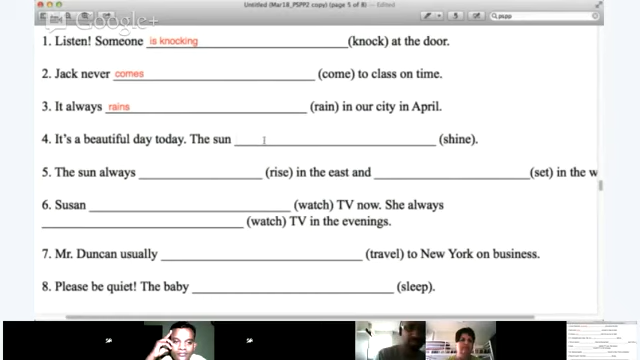 Untitled (Mar18_PSPP2 copy) (page 5 of 8) — Edited
pspp
Google+
1. Listen! Someone is knocking (knock) at the door.
2. Jack never comes (come) to class on time.
3. It always rains (rain) in our city in April.
4. It's a beautiful day today. The sun (shine).
5. The sun always (rise) in the east and (set) in the w
6. Susan (watch) TV now. She always
(watch) TV in the evenings.
7. Mr. Duncan usually (travel) to New York on business.
8. Please be quiet! The baby (sleep).